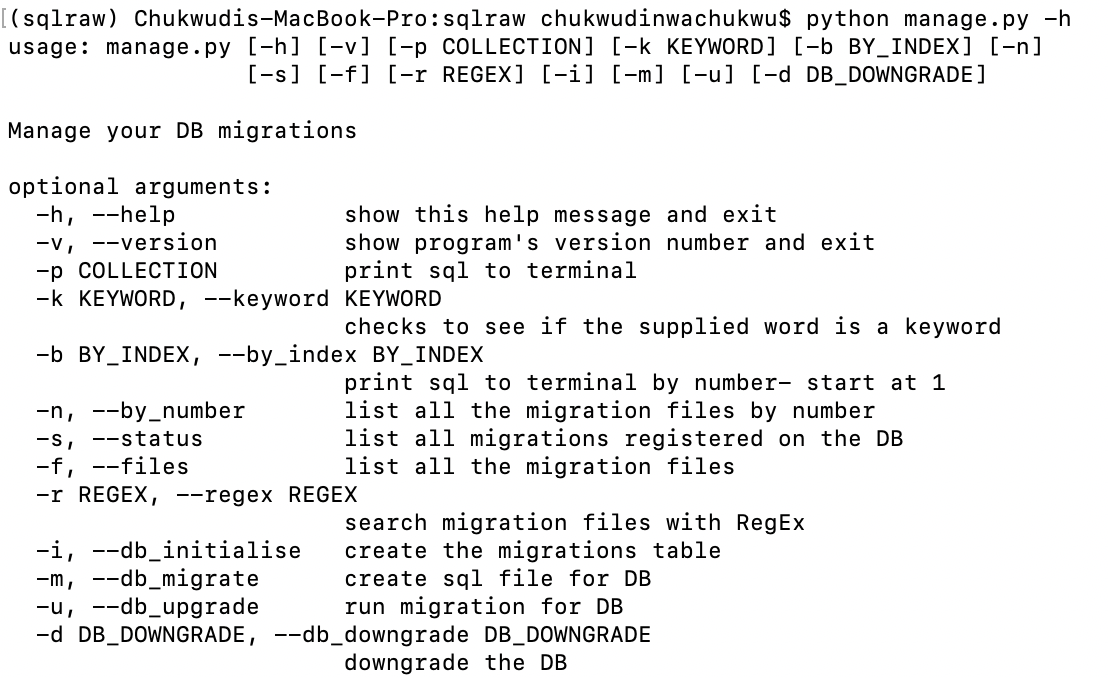 [(sqlraw) Chukwudis-MacBook-Pro:sqlraw chukwudinwachukwu$ python manage.py -h
usage: manage.py [-h] [-v] [-p COLLECTION] [-k KEYWORD] [-b BY_INDEX] [-n]
                 [-s] [-f] [-r REGEX] [-i] [-m] [-u] [-d DB_DOWNGRADE]
Manage your DB migrations
optional arguments:
  -h, --help            show this help message and exit
  -v, --version         show program's version number and exit
  -p COLLECTION         print sql to terminal
  -k KEYWORD, --keyword KEYWORD
                        checks to see if the supplied word is a keyword
  -b BY_INDEX, --by_index BY_INDEX
                        print sql to terminal by number- start at 1
  -n, --by_number       list all the migration files by number
  -s, --status          list all migrations registered on the DB
  -f, --files           list all the migration files
  -r REGEX, --regex REGEX
                        search migration files with RegEx
  -i, --db_initialise   create the migrations table
  -m, --db_migrate      create sql file for DB
  -u, --db_upgrade      run migration for DB
  -d DB_DOWNGRADE, --db_downgrade DB_DOWNGRADE
                        downgrade the DB